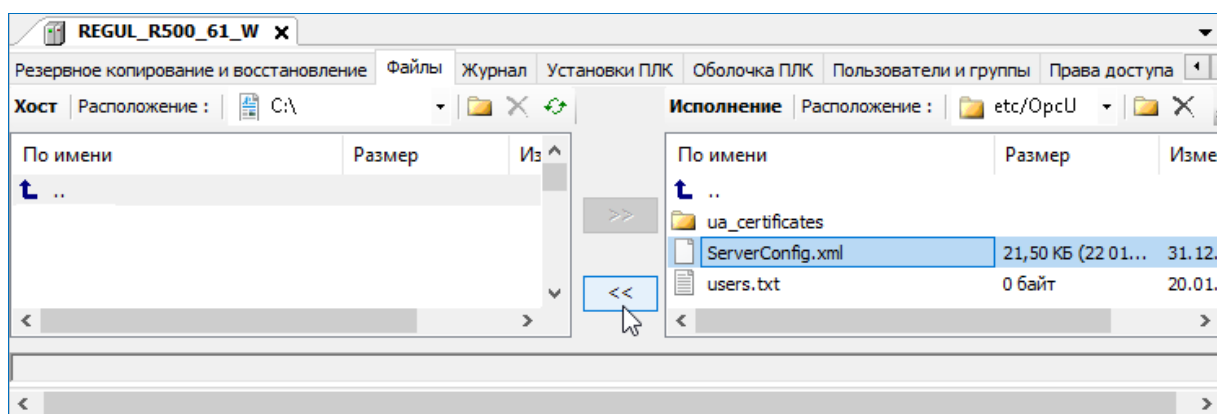 REGUL_R500_61_W
Резервное копирование и восстановление Файлы Журнал Установки ПЛК Оболочка ПЛК Пользователи и группы Права доступа
Хост Расположение : C:\ Исполнение Расположение : etc/OpcU
По имени Размер Из По имени Размер Изме
.. ..
>> ua_certificates
ServerConfig.xml 21,50 КБ (22 01... 31.12.
<< users.txt 0 байт 20.01.